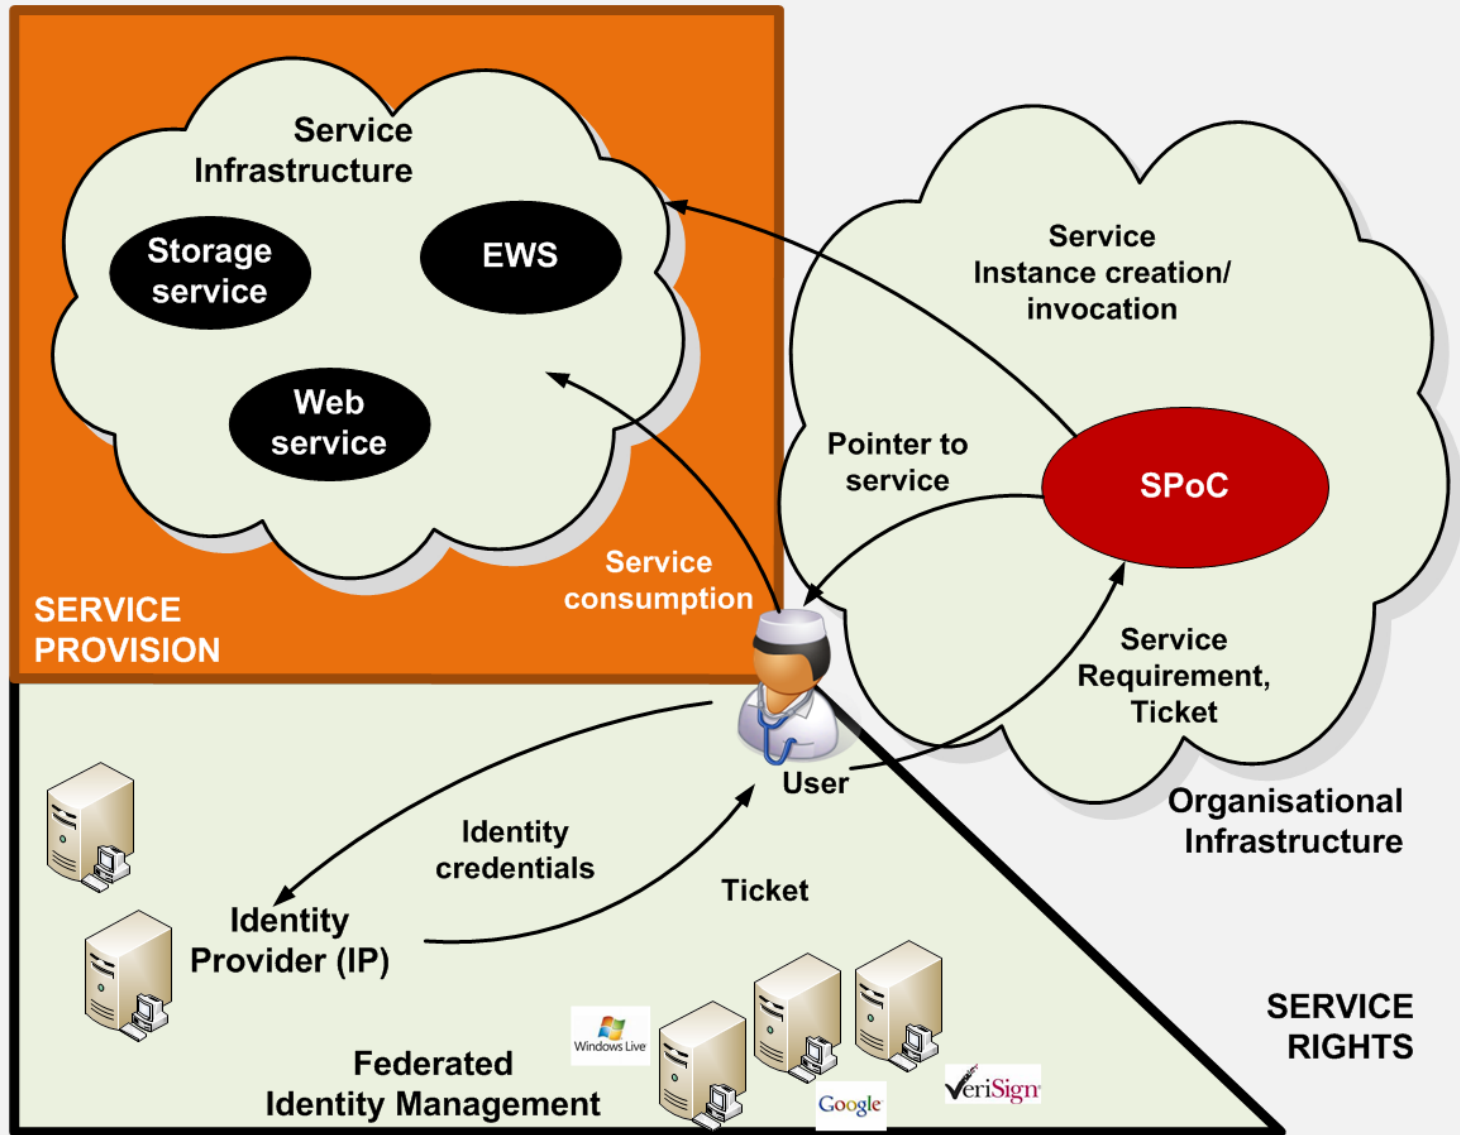 Service
Infrastructure
Storage
service
EWS
Web
service
Service
consumption
SERVICE
PROVISION
Service
Instance creation/
invocation
Pointer to
service
SPoC
Service
Requirement,
Ticket
Organisational
Infrastructure
User
Identity
credentials
Ticket
Identity
Provider (IP)
Federated
Identity Management
Windows Live
Google
VeriSign
SERVICE
RIGHTS